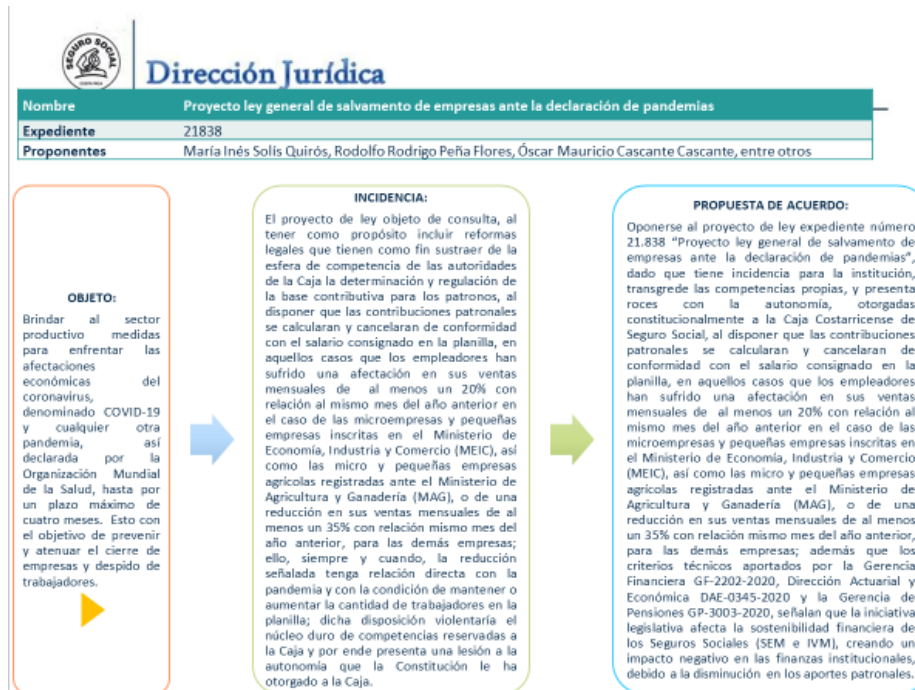 SEGURO SOCIAL
COSTA RICA
Dirección Jurídica
Nombre Proyecto ley general de salvamento de empresas ante la declaración de pandemias
Expediente 21838
Proponentes María Inés Solís Quirós, Rodolfo Rodrigo Peña Flores, Óscar Mauricio Cascante Cascante, entre otros
OBJETO:
Brindar al sector
productivo medidas
para enfrentar las
afectaciones
económicas del
coronavirus,
denominado COVID-19
y cualquier otra
pandemia, así
declarada por la
Organización Mundial
de la Salud, hasta por
un plazo máximo de
cuatro meses. Esto con
el objetivo de prevenir
y atenuar el cierre de
empresas y despido de
trabajadores.
INCIDENCIA:
El proyecto de ley objeto de consulta, al
tener como propósito incluir reformas
legales que tienen como fin sustraer de la
esfera de competencia de las autoridades
de la Caja la determinación y regulación de
la base contributiva para los patronos, al
disponer que las contribuciones patronales
se calcularan y cancelaran de conformidad
con el salario consignado en la planilla, en
aquellos casos que los empleadores han
sufrido una afectación en sus ventas
mensuales de al menos un 20% con
relación al mismo mes del año anterior en
el caso de las microempresas y pequeñas
empresas inscritas en el Ministerio de
Economía, Industria y Comercio (MEIC), así
como las micro y pequeñas empresas
agrícolas registradas ante el Ministerio de
Agricultura y Ganadería (MAG), o de una
reducción en sus ventas mensuales de al
menos un 35% con relación mismo mes del
año anterior, para las demás empresas;
ello, siempre y cuando, la reducción
señalada tenga relación directa con la
pandemia y con la condición de mantener o
aumentar la cantidad de trabajadores en la
planilla; dicha disposición violentaría el
núcleo duro de competencias reservadas a
la Caja y por ende presenta una lesión a la
autonomía que la Constitución le ha
otorgado a la Caja.
PROPUESTA DE ACUERDO:
Oponerse al proyecto de ley expediente número
21.838 “Proyecto ley general de salvamento de
empresas ante la declaración de pandemias”,
dado que tiene incidencia para la institución,
transgrede las competencias propias, y presenta
roces con la autonomía, otorgadas
constitucionalmente a la Caja Costarricense de
Seguro Social, al disponer que las contribuciones
patronales se calcularan y cancelaran de
conformidad con el salario consignado en la
planilla, en aquellos casos que los empleadores
han sufrido una afectación en sus ventas
mensuales de al menos un 20% con relación al
mismo mes del año anterior en el caso de las
microempresas y pequeñas empresas inscritas en
el Ministerio de Economía, Industria y Comercio
(MEIC), así como las micro y pequeñas empresas
agrícolas registradas ante el Ministerio de
Agricultura y Ganadería (MAG), o de una
reducción en sus ventas mensuales de al menos
un 35% con relación mismo mes del año anterior,
para las demás empresas; además que los
criterios técnicos aportados por la Gerencia
Financiera GF-2202-2020, Dirección Actuarial y
Económica DAE-0345-2020 y la Gerencia de
Pensiones GP-3003-2020, señalan que la iniciativa
legislativa afecta la sostenibilidad financiera de
los Seguros Sociales (SEM e IVM), creando un
impacto negativo en las finanzas institucionales,
debido a la disminución en los aportes patronales.